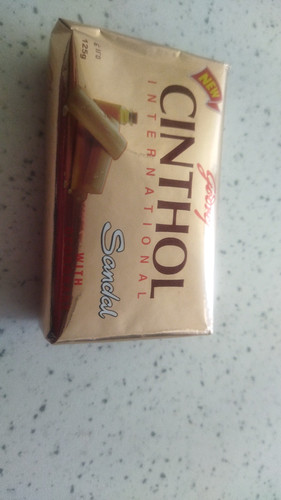 NEW
Godrej
CINTHOL
INTERNATIONAL
Sandal
WITH
125g